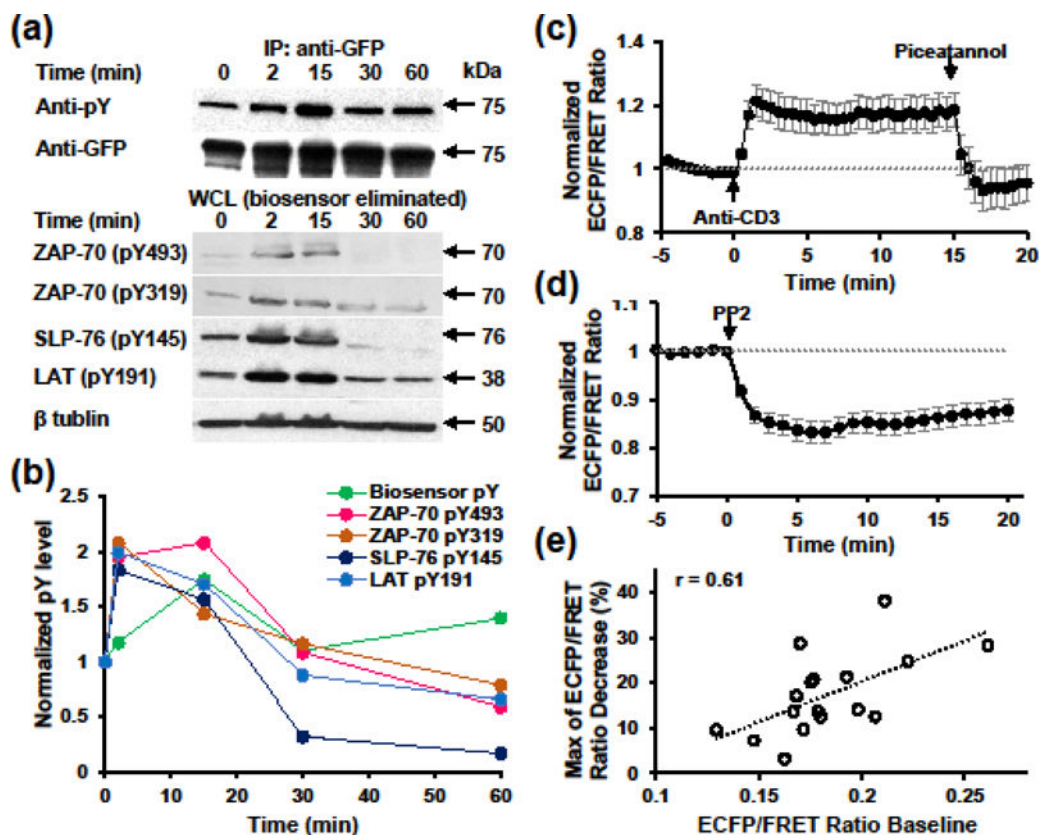 (a)
IP: anti-GFP
Time (min) 0 2 15 30 60 kDa
Anti-pY 75
Anti-GFP 75
WCL (biosensor eliminated)
Time (min) 0 2 15 30 60
ZAP-70 (pY493) 70
ZAP-70 (pY319) 70
SLP-76 (pY145) 76
LAT (pY191) 38
β tublin 50
(b)
Normalized pY level
2.5
2
1.5
1
0.5
0
Biosensor pY
ZAP-70 pY493
ZAP-70 pY319
SLP-76 pY145
LAT pY191
0 10 20 30 40 50 60
Time (min)
(c)
Normalized
ECFP/FRET Ratio
1.4
1.2
1
0.8
Piceatannol
Anti-CD3
-5 0 5 10 15 20
Time (min)
(d)
Normalized
ECFP/FRET Ratio
1.1
1
0.9
0.8
0.7
PP2
-5 0 5 10 15 20
Time (min)
(e)
Max of ECFP/FRET
Ratio Decrease (%)
r = 0.61
40
30
20
10
0
0.1 0.15 0.2 0.25
ECFP/FRET Ratio Baseline